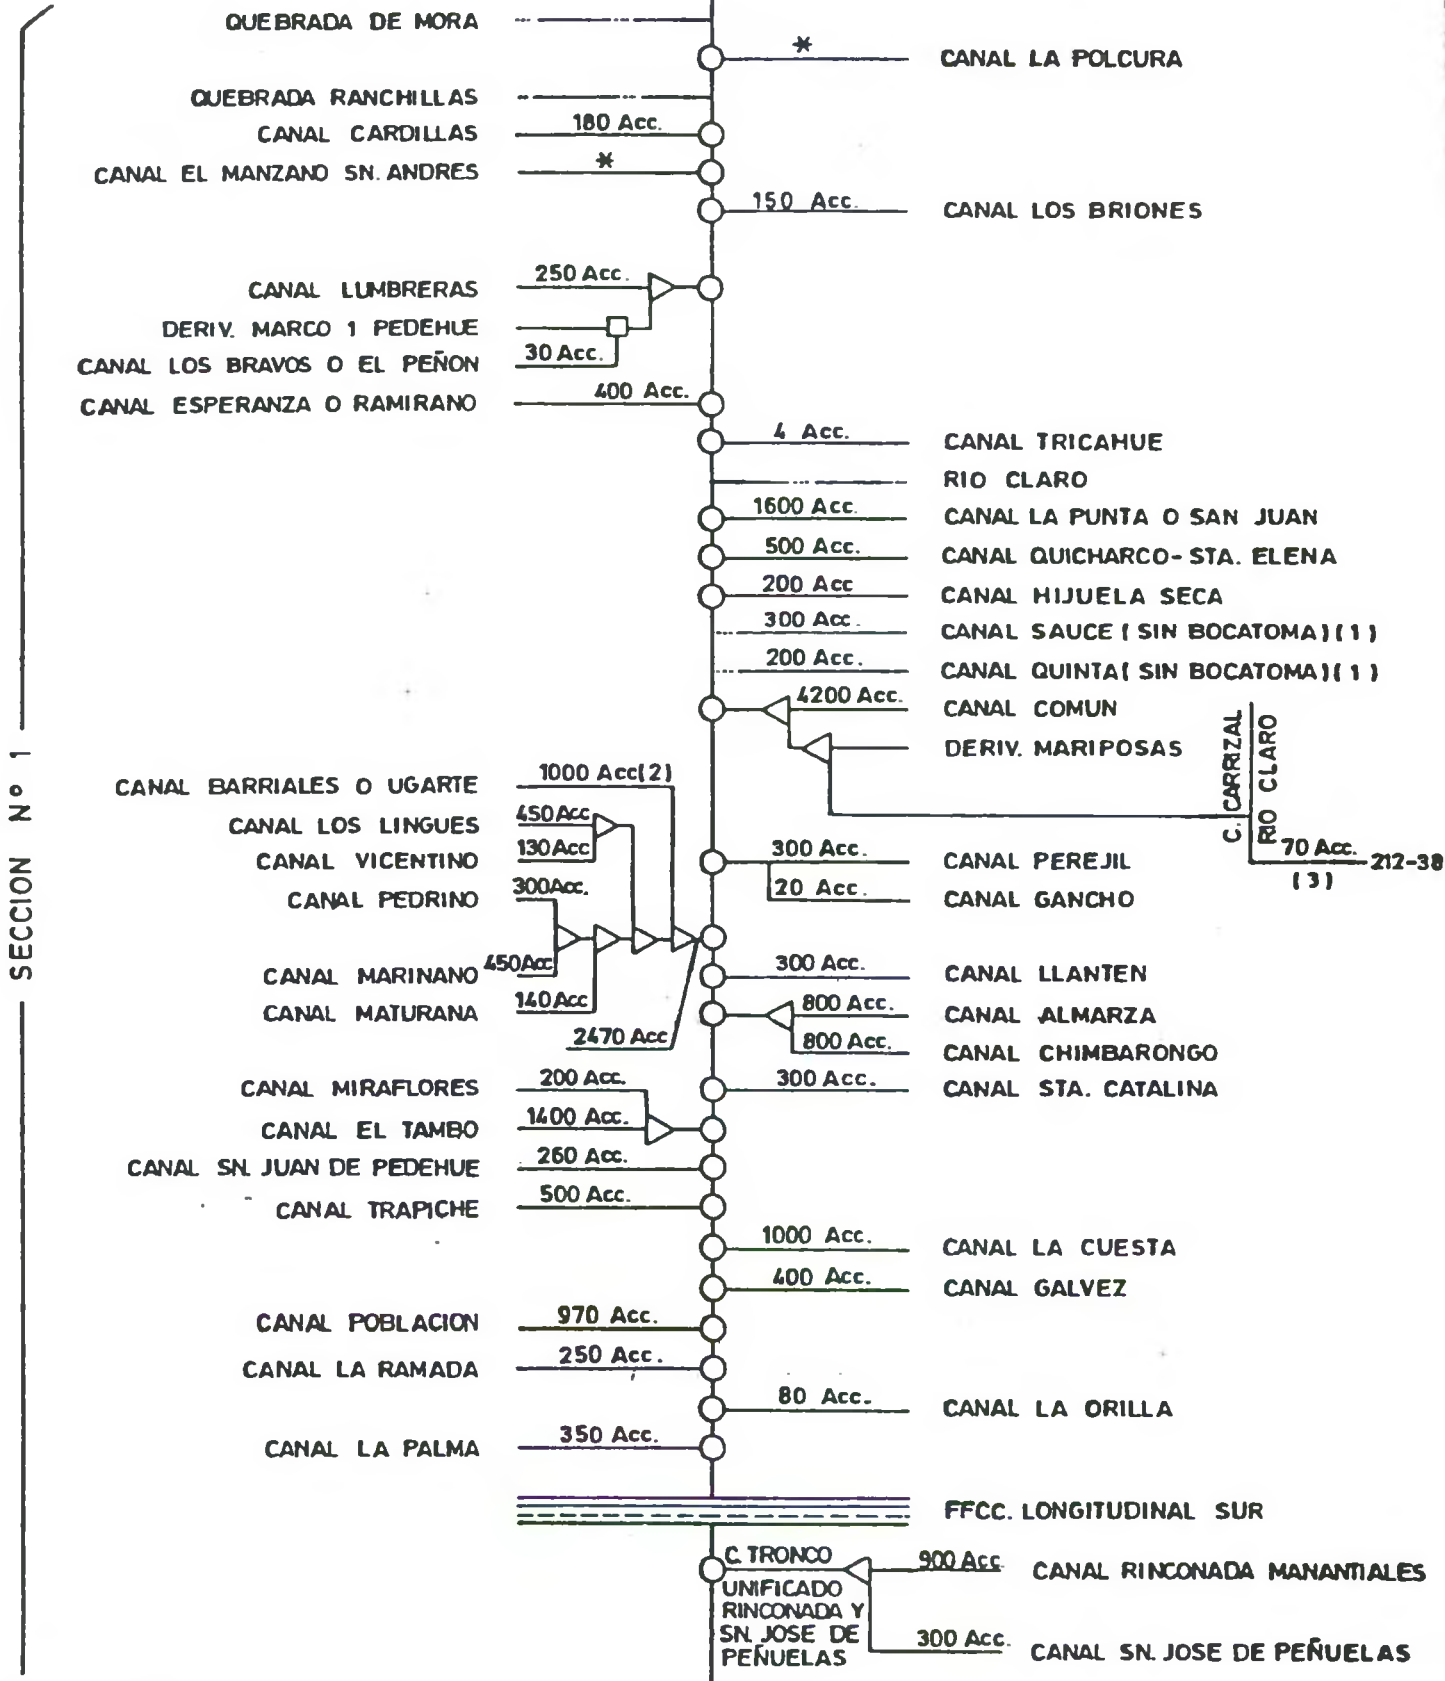 SECCION Nº 1
QUEBRADA DE MORA
* CANAL LA POLCURA
QUEBRADA RANCHILLAS
CANAL CARDILLAS 180 Acc.
CANAL EL MANZANO SN. ANDRES *
150 Acc. CANAL LOS BRIONES
CANAL LUMBRERAS 250 Acc.
DERIV. MARCO 1 PEDEHUE
CANAL LOS BRAVOS O EL PEÑON 30 Acc.
CANAL ESPERANZA O RAMIRANO 400 Acc.
4 Acc. CANAL TRICAHUE
RIO CLARO
1600 Acc. CANAL LA PUNTA O SAN JUAN
500 Acc. CANAL QUICHARCO-STA. ELENA
200 Acc CANAL HIJUELA SECA
300 Acc. CANAL SAUCE (SIN BOCATOMA)(1)
200 Acc. CANAL QUINTA (SIN BOCATOMA)(1)
4200 Acc. CANAL COMUN
DERIV. MARIPOSAS
C. CARRIZAL
RIO CLARO
70 Acc. 212-38
(3)
CANAL BARRIALES O UGARTE 1000 Acc(2)
CANAL LOS LINGUES 450 Acc
CANAL VICENTINO 130 Acc
300 Acc. CANAL PEREJIL
CANAL PEDRINO 300 Acc.
20 Acc. CANAL GANCHO
CANAL MARINANO 450 Acc
300 Acc. CANAL LLANTEN
CANAL MATURANA 140 Acc
800 Acc. CANAL ALMARZA
2470 Acc
800 Acc. CANAL CHIMBARONGO
CANAL MIRAFLORES 200 Acc.
300 Acc. CANAL STA. CATALINA
CANAL EL TAMBO 1400 Acc.
CANAL SN. JUAN DE PEDEHUE 260 Acc.
CANAL TRAPICHE 500 Acc.
1000 Acc. CANAL LA CUESTA
400 Acc. CANAL GALVEZ
CANAL POBLACION 970 Acc.
CANAL LA RAMADA 250 Acc.
80 Acc. CANAL LA ORILLA
CANAL LA PALMA 350 Acc.
FFCC. LONGITUDINAL SUR
C. TRONCO
UNIFICADO
RINCONADA Y
SN. JOSE DE
PEÑUELAS
900 Acc. CANAL RINCONADA MANANTIALES
300 Acc. CANAL SN. JOSE DE PEÑUELAS